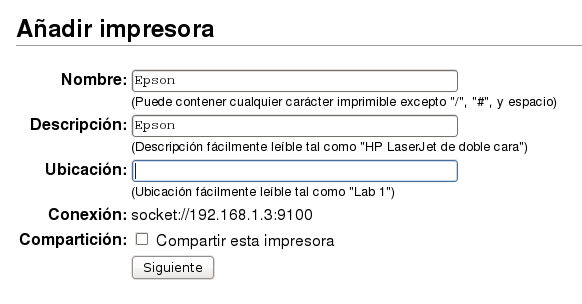 Añadir impresora
Nombre: Epson
(Puede contener cualquier carácter imprimible excepto "/", "#", y espacio)
Descripción: Epson
(Descripción fácilmente leíble tal como "HP LaserJet de doble cara")
Ubicación:
(Ubicación fácilmente leíble tal como "Lab 1")
Conexión: socket://192.168.1.3:9100
Compartición: Compartir esta impresora
Siguiente